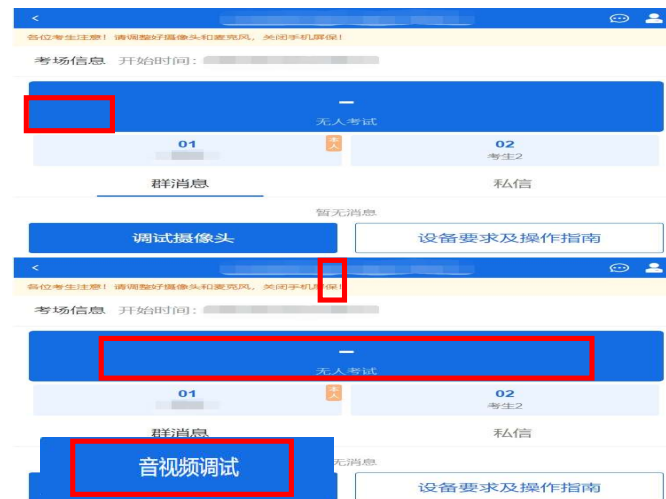 各位考生注意！请调整好摄像头和麦克风，关闭手机屏保！
考场信息 开始时间：
无人考试
01 本人 02
考生2
群消息 私信
暂无消息
调试摄像头 设备要求及操作指南
各位考生注意！请调整好摄像头和麦克风，关闭手机屏保！
考场信息 开始时间：
无人考试
01 本人 02
考生2
群消息 私信
无消息
音视频调试
设备要求及操作指南